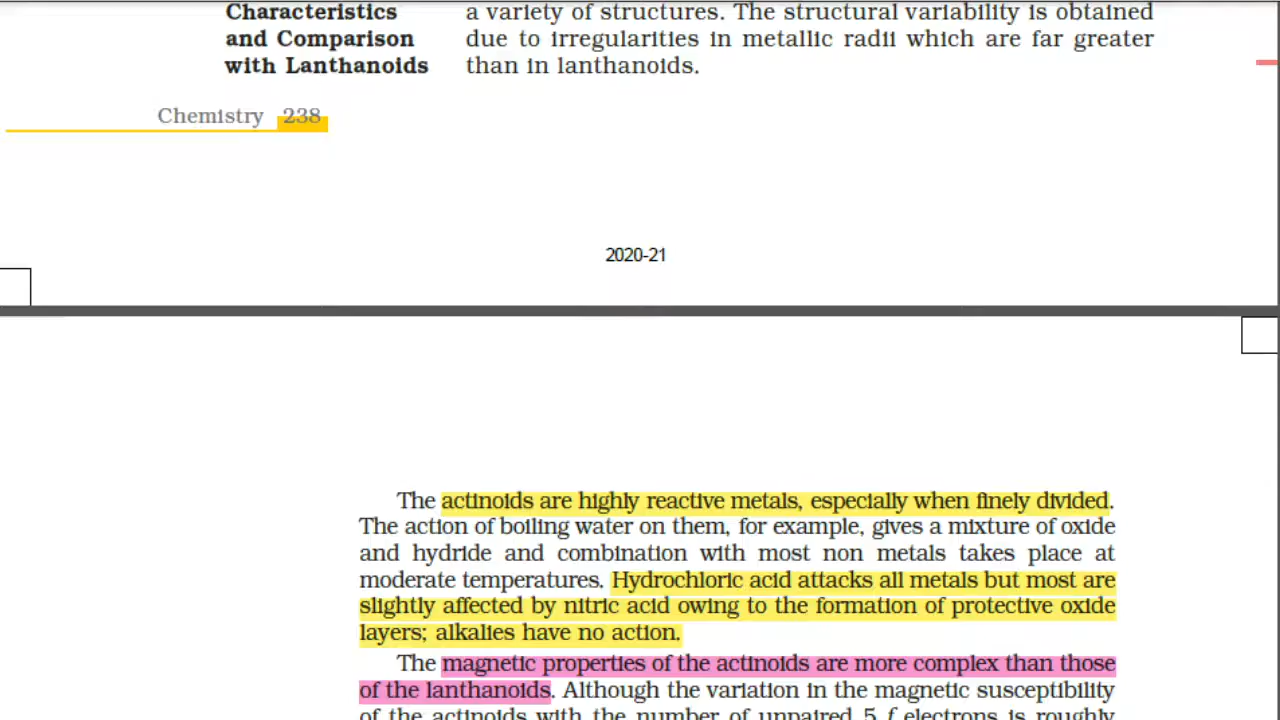 Characteristics
and Comparison
with Lanthanoids
a variety of structures. The structural variability is obtained
due to irregularities in metallic radii which are far greater
than in lanthanoids.
Chemistry 238
2020-21
The actinoids are highly reactive metals, especially when finely divided.
The action of boiling water on them, for example, gives a mixture of oxide
and hydride and combination with most non metals takes place at
moderate temperatures. Hydrochloric acid attacks all metals but most are
slightly affected by nitric acid owing to the formation of protective oxide
layers; alkalies have no action.
The magnetic properties of the actinoids are more complex than those
of the lanthanoids. Although the variation in the magnetic susceptibility
of the actinoids with the number of unpaired 5 f electrons is roughly